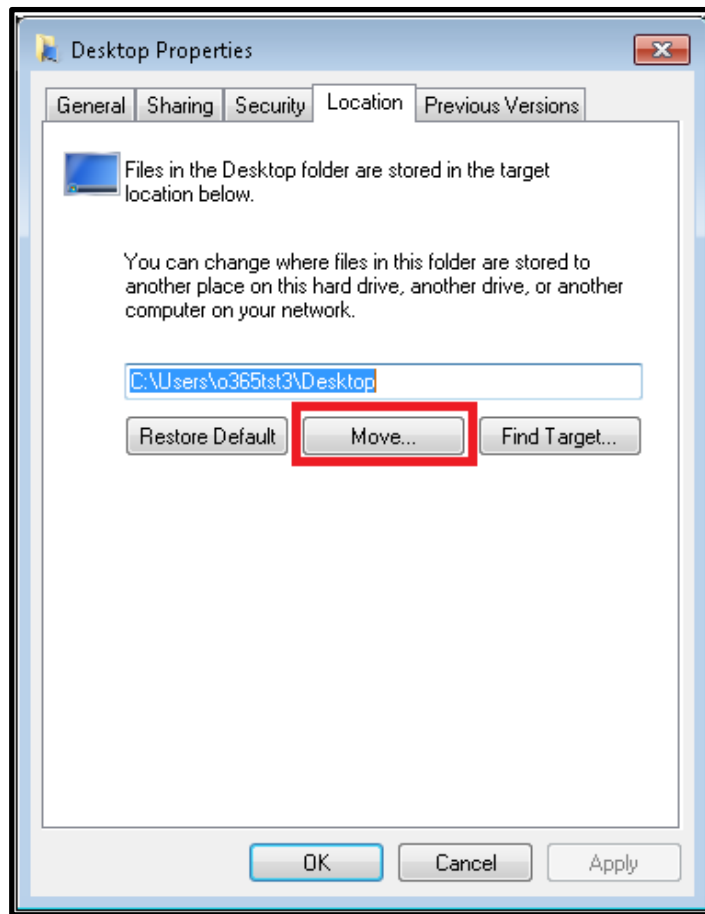 Desktop Properties
General Sharing Security Location Previous Versions
Files in the Desktop folder are stored in the target
location below.
You can change where files in this folder are stored to
another place on this hard drive, another drive, or another
computer on your network.
C:\Users\o365tst3\Desktop
Restore Default Move... Find Target...
OK Cancel Apply